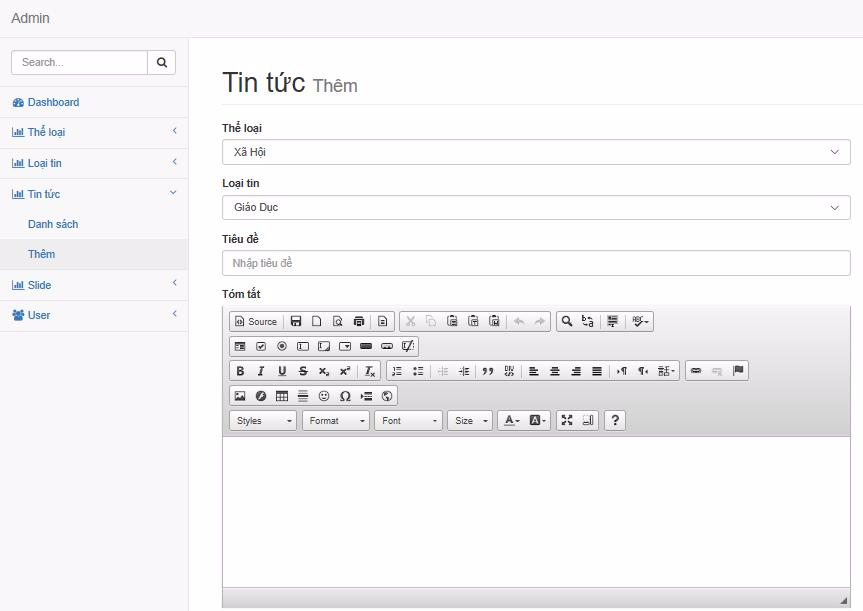 Admin
Search...
Dashboard
Thể loại
Loại tin
Tin tức
Danh sách
Thêm
Slide
User
Tin tức Thêm
Thể loại
Xã Hội
Loại tin
Giáo Dục
Tiêu đề
Nhập tiêu đề
Tóm tắt
Source
Styles Format Font Size